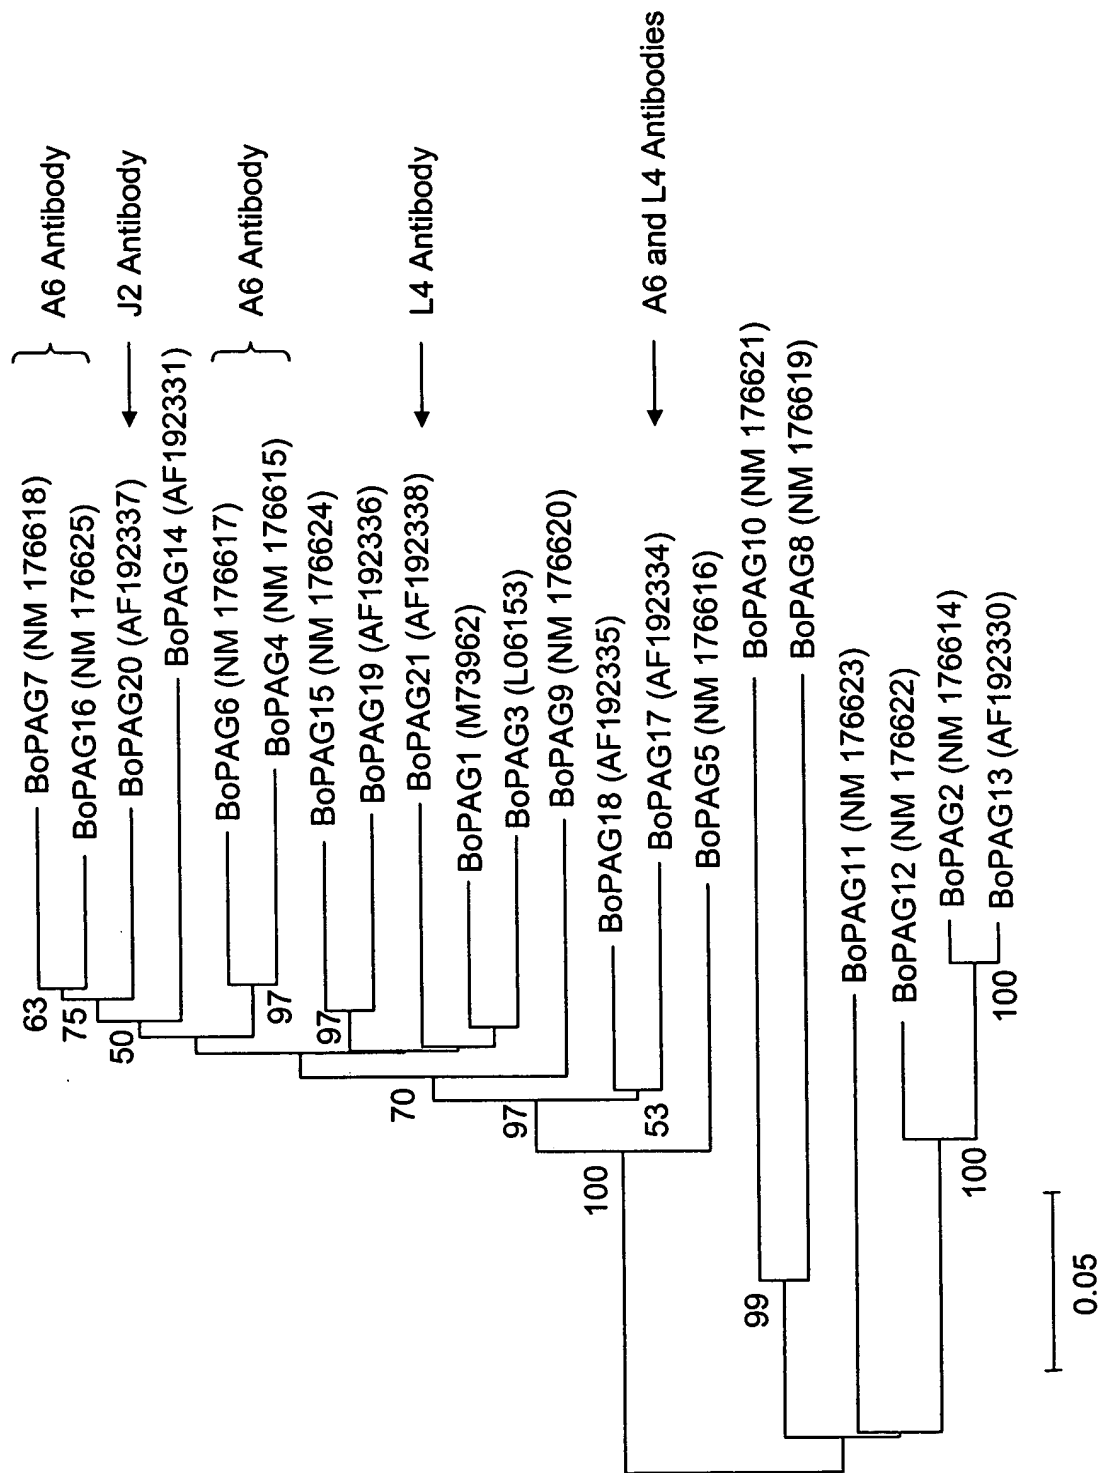 BoPAG7 (NM 176618)
BoPAG16 (NM 176625)
A6 Antibody
BoPAG20 (AF192337)
J2 Antibody
BoPAG14 (AF192331)
BoPAG6 (NM 176617)
BoPAG4 (NM 176615)
A6 Antibody
BoPAG15 (NM 176624)
BoPAG19 (AF192336)
BoPAG21 (AF192338)
L4 Antibody
BoPAG1 (M73962)
BoPAG3 (L06153)
BoPAG9 (NM 176620)
BoPAG18 (AF192335)
BoPAG17 (AF192334)
A6 and L4 Antibodies
BoPAG5 (NM 176616)
BoPAG10 (NM 176621)
BoPAG8 (NM 176619)
BoPAG11 (NM 176623)
BoPAG12 (NM 176622)
BoPAG2 (NM 176614)
BoPAG13 (AF192330)
63
75
50
97
97
70
97
53
100
99
100
100
0.05